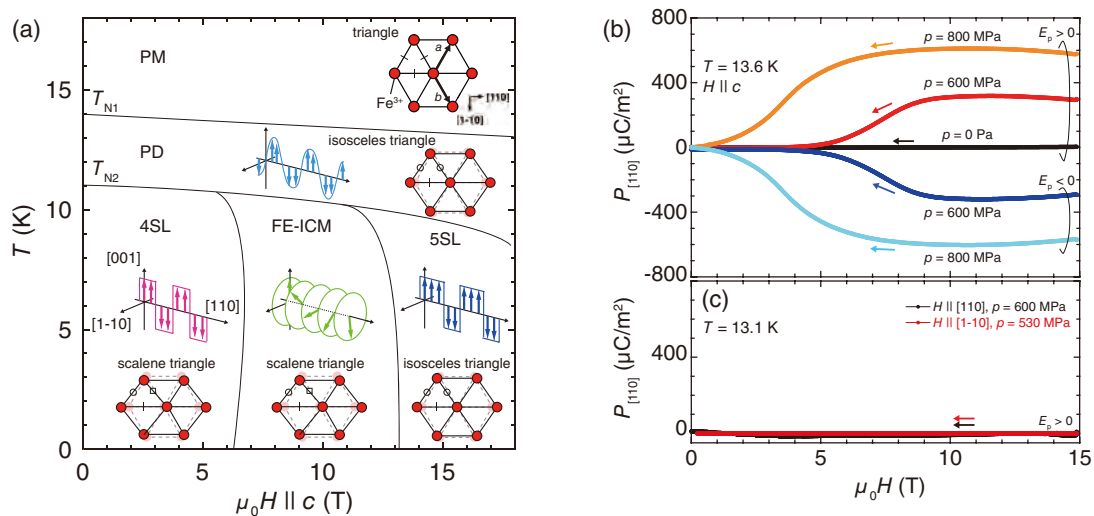 (a)
PM
triangle
a
b
Fe³⁺
[110]
[1-10]
T_N1
PD
isosceles triangle
T_N2
4SL
FE-ICM
5SL
[001]
[110]
[1-10]
scalene triangle
scalene triangle
isosceles triangle
T (K)
15
10
5
0
0
5
10
15
μ₀H || c (T)
(b)
800
400
0
-400
-800
P[110] (μC/m²)
T = 13.6 K
H || c
p = 800 MPa
E_p > 0
p = 600 MPa
p = 0 Pa
E_p < 0
p = 600 MPa
p = 800 MPa
(c)
T = 13.1 K
H || [110], p = 600 MPa
H || [1-10], p = 530 MPa
E_p > 0
800
400
0
P[110] (μC/m²)
0
5
10
15
μ₀H (T)